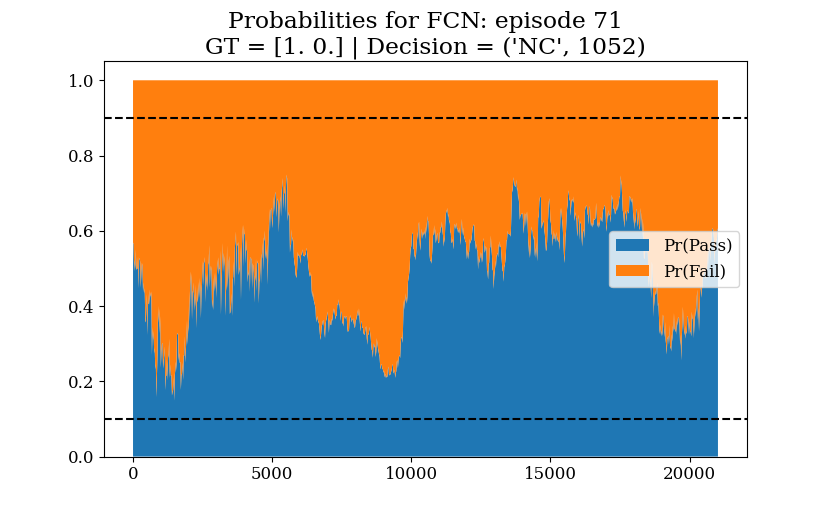 Probabilities for FCN: episode 71
GT = [1. 0.] | Decision = ('NC', 1052)
1.0
0.8
0.6
0.4
0.2
0.0
Pr(Pass)
Pr(Fail)
0
5000
10000
15000
20000